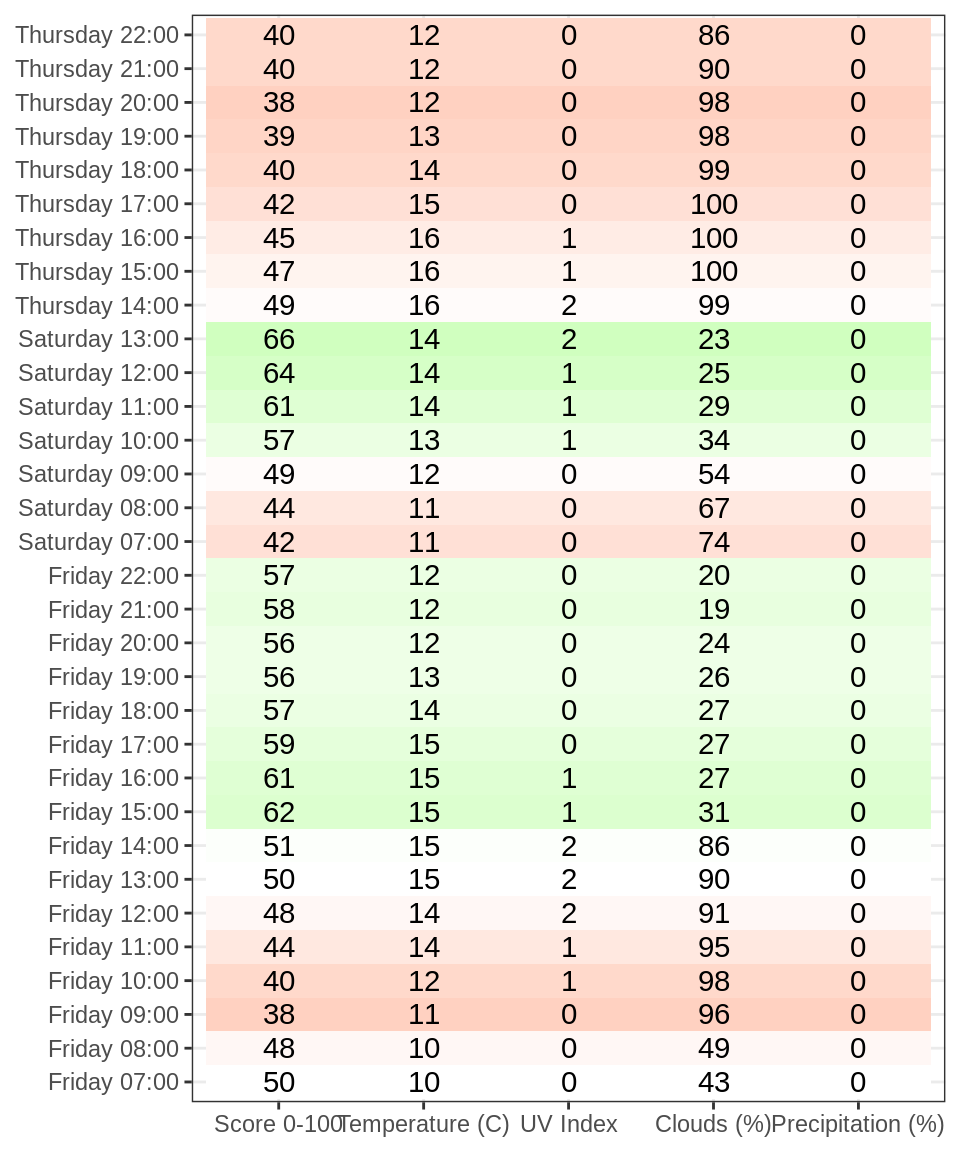 Thursday 22:00 40 12 0 86 0
Thursday 21:00 40 12 0 90 0
Thursday 20:00 38 12 0 98 0
Thursday 19:00 39 13 0 98 0
Thursday 18:00 40 14 0 99 0
Thursday 17:00 42 15 0 100 0
Thursday 16:00 45 16 1 100 0
Thursday 15:00 47 16 1 100 0
Thursday 14:00 49 16 2 99 0
Saturday 13:00 66 14 2 23 0
Saturday 12:00 64 14 1 25 0
Saturday 11:00 61 14 1 29 0
Saturday 10:00 57 13 1 34 0
Saturday 09:00 49 12 0 54 0
Saturday 08:00 44 11 0 67 0
Saturday 07:00 42 11 0 74 0
Friday 22:00 57 12 0 20 0
Friday 21:00 58 12 0 19 0
Friday 20:00 56 12 0 24 0
Friday 19:00 56 13 0 26 0
Friday 18:00 57 14 0 27 0
Friday 17:00 59 15 0 27 0
Friday 16:00 61 15 1 27 0
Friday 15:00 62 15 1 31 0
Friday 14:00 51 15 2 86 0
Friday 13:00 50 15 2 90 0
Friday 12:00 48 14 2 91 0
Friday 11:00 44 14 1 95 0
Friday 10:00 40 12 1 98 0
Friday 09:00 38 11 0 96 0
Friday 08:00 48 10 0 49 0
Friday 07:00 50 10 0 43 0
Score 0-100 Temperature (C) UV Index Clouds (%) Precipitation (%)